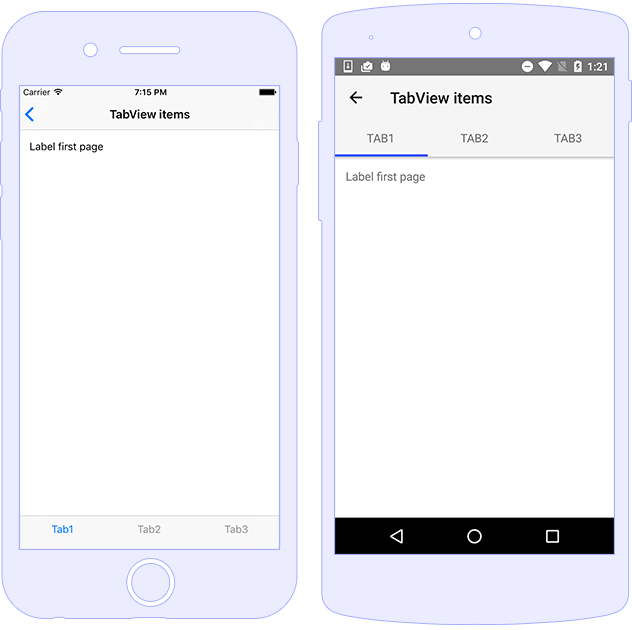 Carrier 7:15 PM
TabView items
Label first page
Tab1 Tab2 Tab3
1:21
TabView items
TAB1 TAB2 TAB3
Label first page